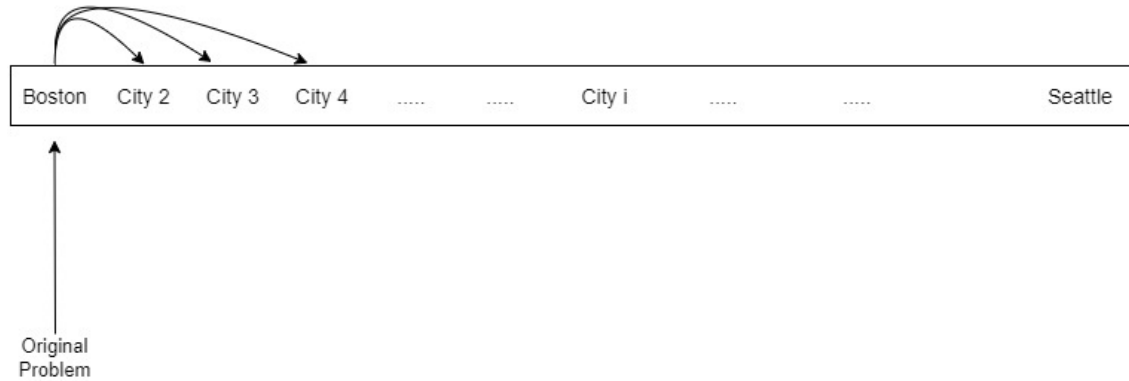 Boston City 2 City 3 City 4 ..... ..... City i ..... ..... Seattle
Original
Problem